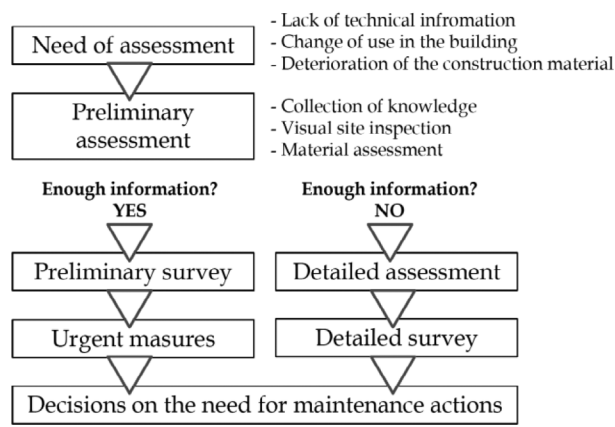 Need of assessment
- Lack of technical infromation
- Change of use in the building
- Deterioration of the construction material
Preliminary
assessment
- Collection of knowledge
- Visual site inspection
- Material assessment
Enough information?
YES
Enough information?
NO
Preliminary survey
Detailed assessment
Urgent masures
Detailed survey
Decisions on the need for maintenance actions